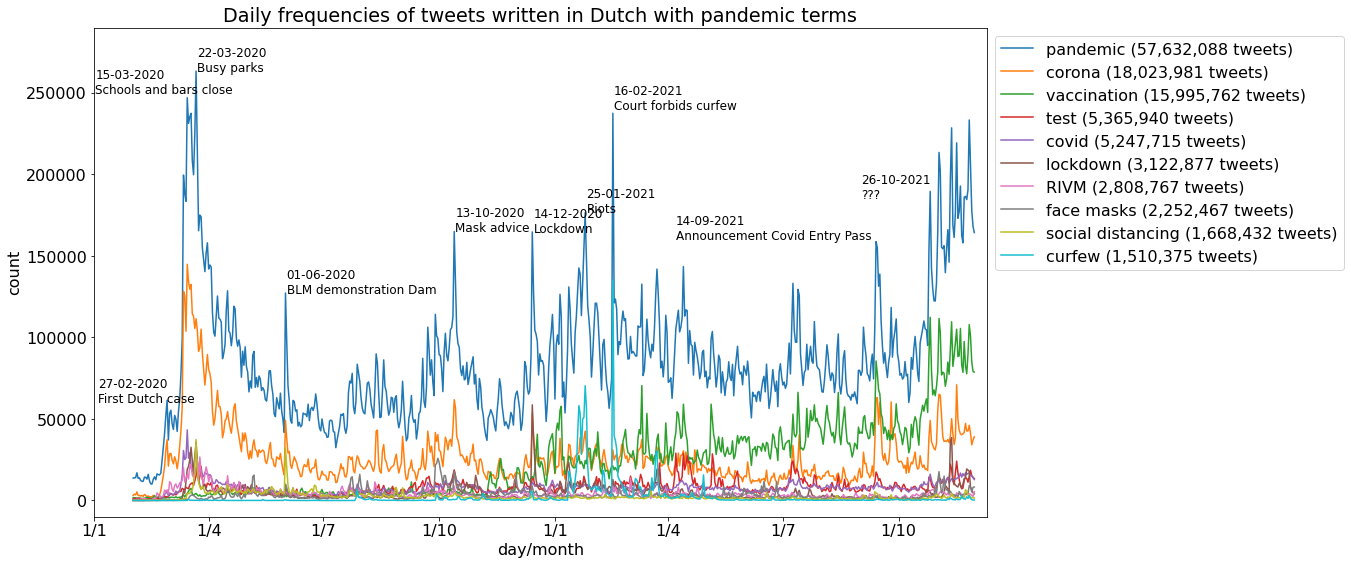 Daily frequencies of tweets written in Dutch with pandemic terms
22-03-2020
Busy parks
15-03-2020
Schools and bars close
16-02-2021
Court forbids curfew
26-10-2021
???
25-01-2021
Riots
13-10-2020
Mask advice
14-12-2020
Lockdown
14-09-2021
Announcement Covid Entry Pass
01-06-2020
BLM demonstration Dam
27-02-2020
First Dutch case
count
250000
200000
150000
100000
50000
0
1/1
1/4
1/7
1/10
1/1
1/4
1/7
1/10
day/month
pandemic (57,632,088 tweets)
corona (18,023,981 tweets)
vaccination (15,995,762 tweets)
test (5,365,940 tweets)
covid (5,247,715 tweets)
lockdown (3,122,877 tweets)
RIVM (2,808,767 tweets)
face masks (2,252,467 tweets)
social distancing (1,668,432 tweets)
curfew (1,510,375 tweets)